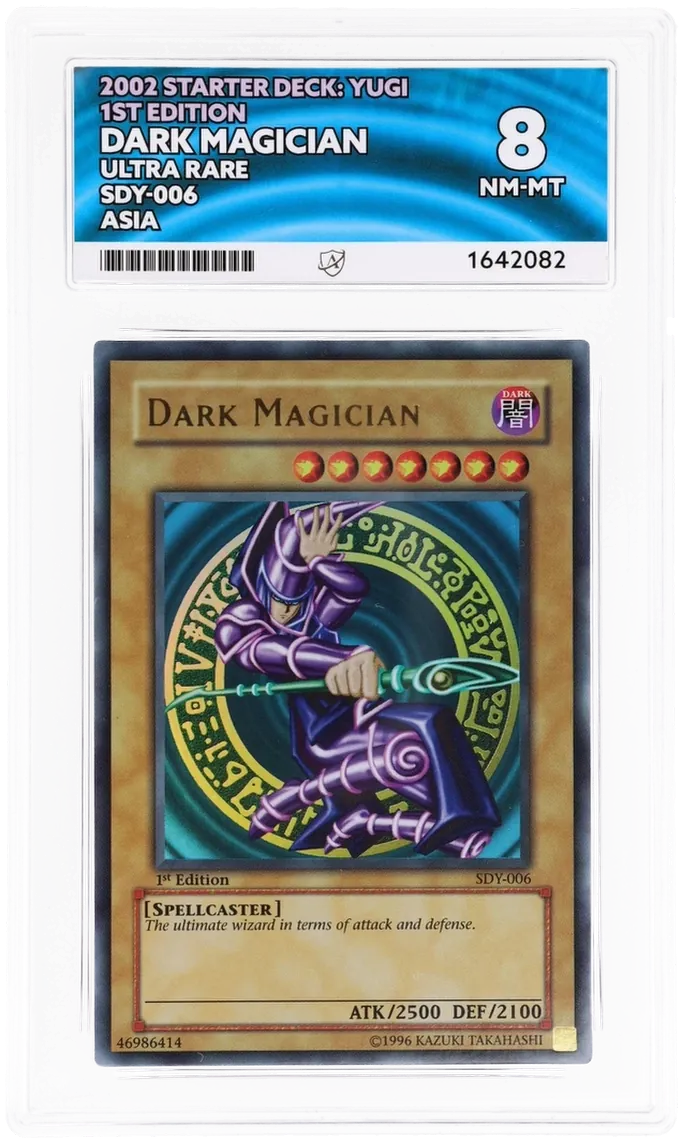 2002 STARTER DECK: YUGI
1ST EDITION
DARK MAGICIAN
ULTRA RARE
SDY-006
ASIA
8
NM-MT
1642082
DARK MAGICIAN
DARK
闇
1st Edition
SDY-006
[SPELLCASTER]
The ultimate wizard in terms of attack and defense.
ATK/2500 DEF/2100
46986414
©1996 KAZUKI TAKAHASHI